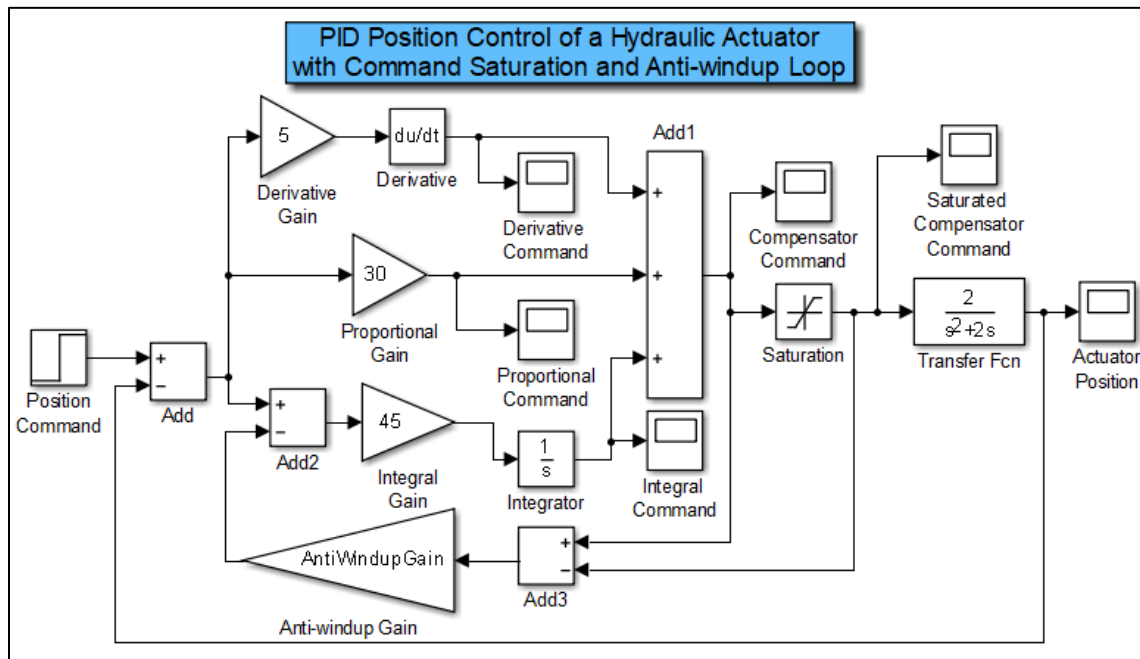 PID Position Control of a Hydraulic Actuator
with Command Saturation and Anti-windup Loop
5
Derivative
Gain
du/dt
Derivative
Derivative
Command
Add1
+
+
+
Compensator
Command
Saturated
Compensator
Command
30
Proportional
Gain
Proportional
Command
Saturation
2
s2+2s
Transfer Fcn
Actuator
Position
Position
Command
+
−
Add
+
−
Add2
45
Integral
Gain
1
s
Integrator
Integral
Command
AntiWindupGain
Anti-windup Gain
+
−
Add3